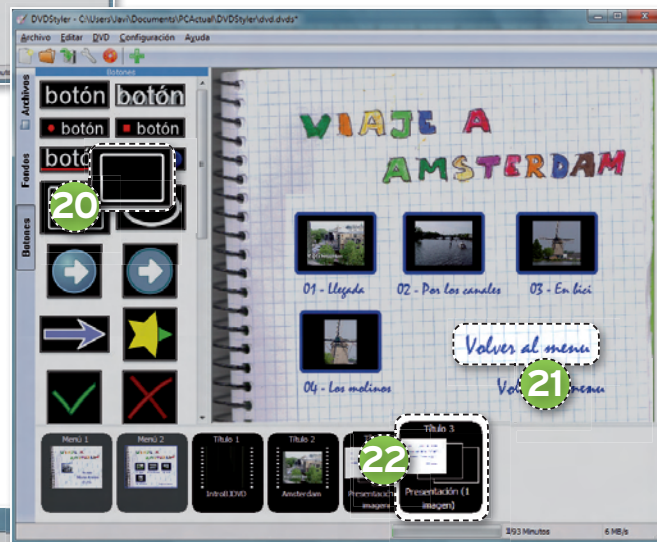 DVDStyler - C:\Users\Javi\Documents\PCActual\DVDStyler\dvd.dvds*
Archivo Editar DVD Configuración Ayuda
Botones
Archivos
Fondos
Botones
botón botón
botón botón
botó
20
VIAJE A
AMSTERDAM
01 - Llegada 02 - Por los canales 03 - En bici
04 - Los molinos
Volver al menu
Vol enu
21
Menú 1 Menú 2 Título 1 Título 2 Título 3
22
Amsterdam Presentación (1
imagen)
6 MB/s